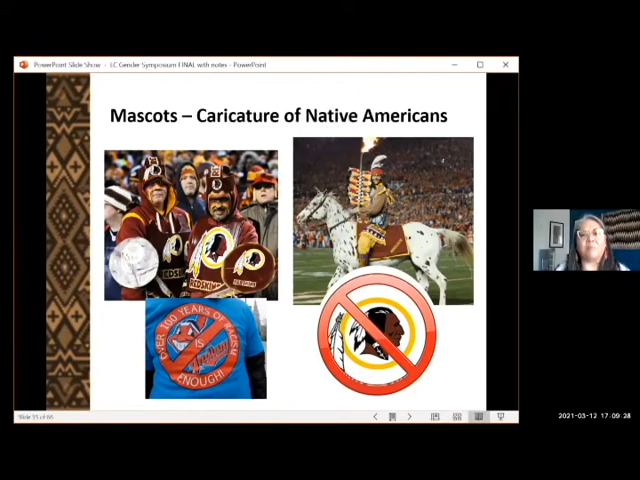 PowerPoint Slide Show - LC Gender Symposium FINAL with notes - PowerPoint
Mascots – Caricature of Native Americans
REDSKINS
REDSKINS
OVER 100 YEARS OF RACISM
IS
ENOUGH!
2021-03-12 17:09:28